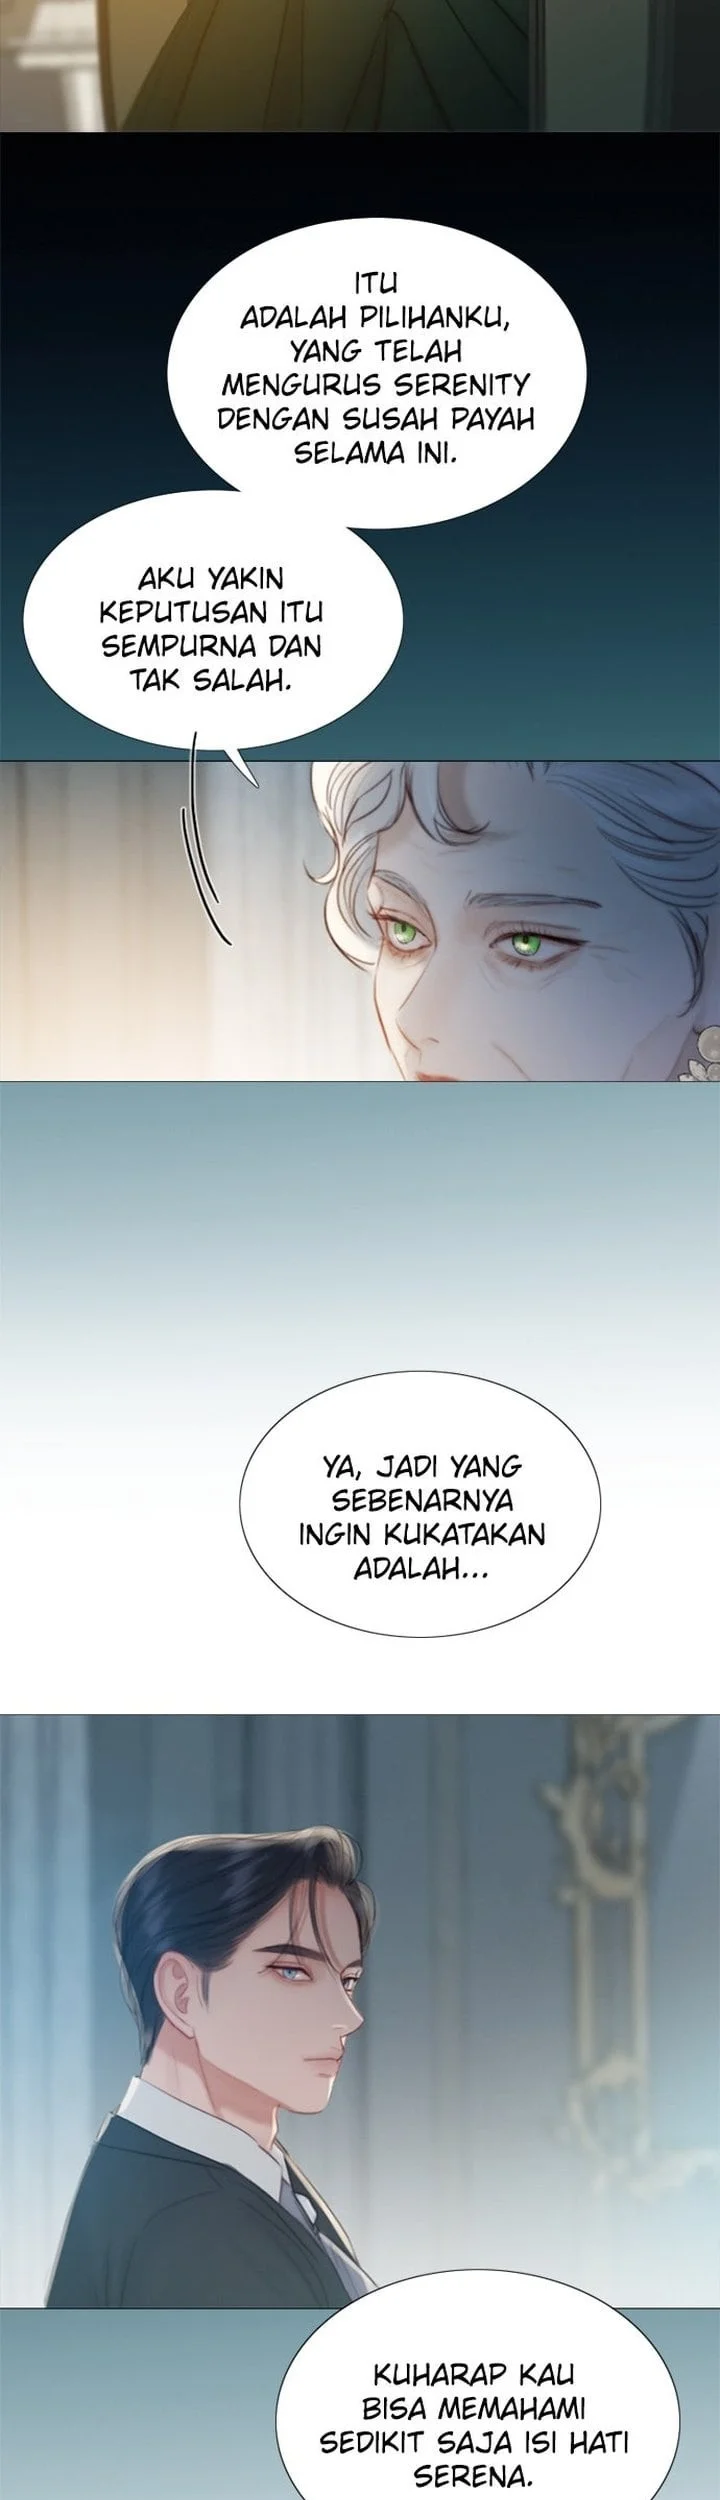 ITU
ADALAH PILIHANKU,
YANG TELAH
MENGURUS SERENITY
DENGAN SUSAH PAYAH
SELAMA INI.
AKU YAKIN
KEPUTUSAN ITU
SEMPURNA DAN
TAK SALAH.
YA, JADI YANG
SEBENARNYA
INGIN KUKATAKAN
ADALAH...
KUHARAP KAU
BISA MEMAHAMI
SEDIKIT SAJA ISI HATI
SERENA.